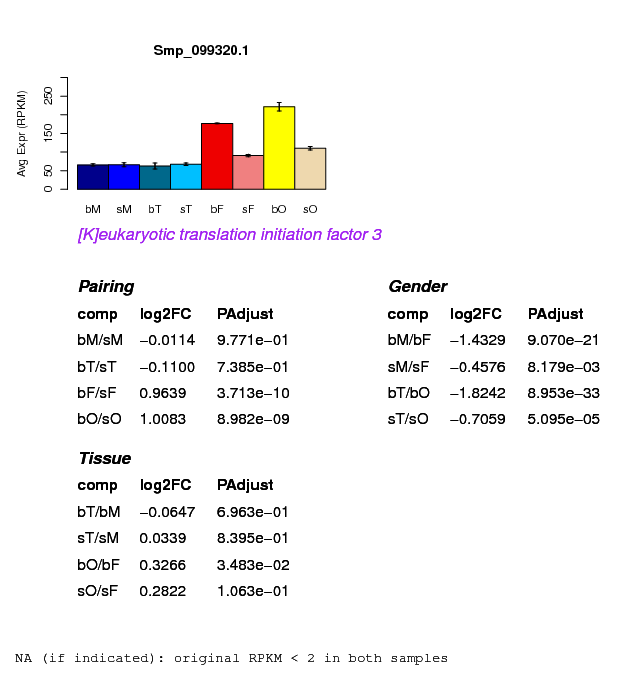 Smp_099320.1
Avg Expr (RPKM)
0 50 150 250
bM sM bT sT bF sF bO sO
[K]eukaryotic translation initiation factor 3
Pairing
comp log2FC PAdjust
bM/sM −0.0114 9.771e−01
bT/sT −0.1100 7.385e−01
bF/sF 0.9639 3.713e−10
bO/sO 1.0083 8.982e−09
Gender
comp log2FC PAdjust
bM/bF −1.4329 9.070e−21
sM/sF −0.4576 8.179e−03
bT/bO −1.8242 8.953e−33
sT/sO −0.7059 5.095e−05
Tissue
comp log2FC PAdjust
bT/bM −0.0647 6.963e−01
sT/sM 0.0339 8.395e−01
bO/bF 0.3266 3.483e−02
sO/sF 0.2822 1.063e−01
NA (if indicated): original RPKM < 2 in both samples